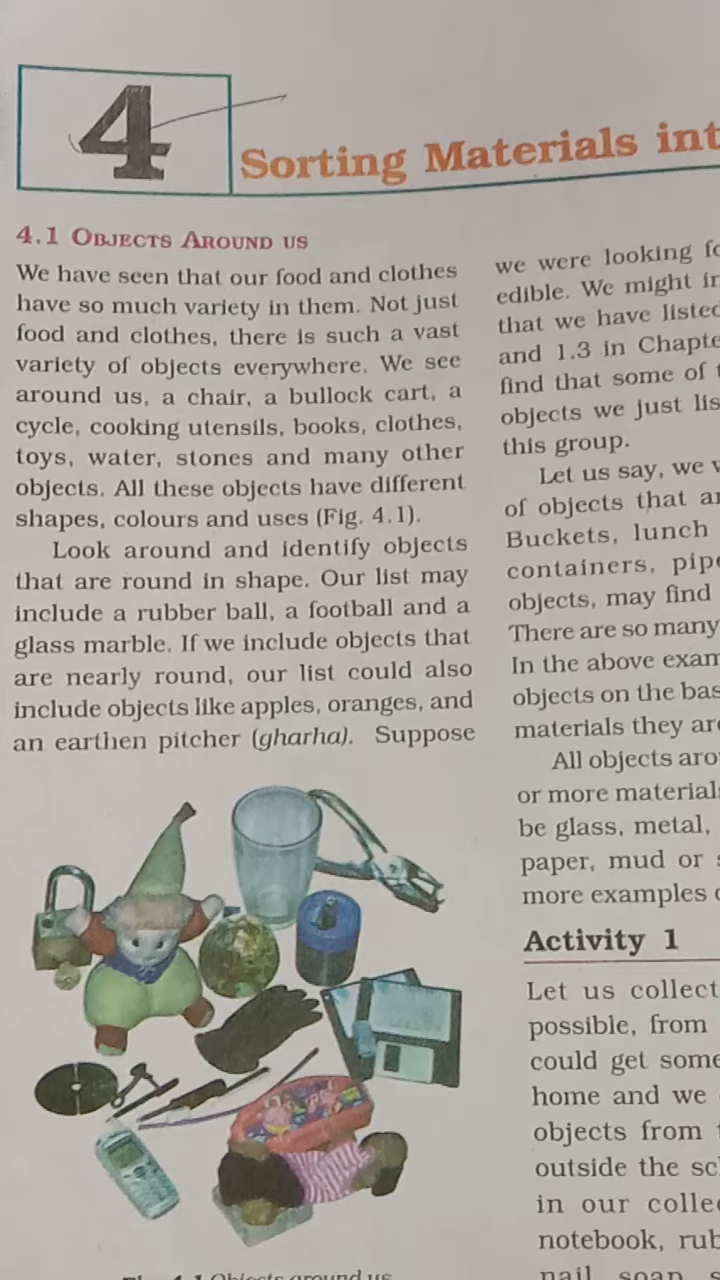 4
Sorting Materials int
4.1 OBJECTS AROUND US
We have seen that our food and clothes
have so much variety in them. Not just
food and clothes, there is such a vast
variety of objects everywhere. We see
around us, a chair, a bullock cart, a
cycle, cooking utensils, books, clothes,
toys, water, stones and many other
objects. All these objects have different
shapes, colours and uses (Fig. 4.1).
Look around and identify objects
that are round in shape. Our list may
include a rubber ball, a football and a
glass marble. If we include objects that
are nearly round, our list could also
include objects like apples, oranges, and
an earthen pitcher (gharha). Suppose
4.1 Objects around us
we were looking fo
edible. We might in
that we have listed
and 1.3 in Chapte
find that some of t
objects we just lis
this group.
Let us say, we w
of objects that ar
Buckets, lunch
containers, pipe
objects, may find
There are so many
In the above exam
objects on the bas
materials they are
All objects aro
or more materials
be glass, metal,
paper, mud or s
more examples o
Activity 1
Let us collect
possible, from
could get some
home and we
objects from t
outside the sc
in our collec
notebook, rub
nail, soap, s